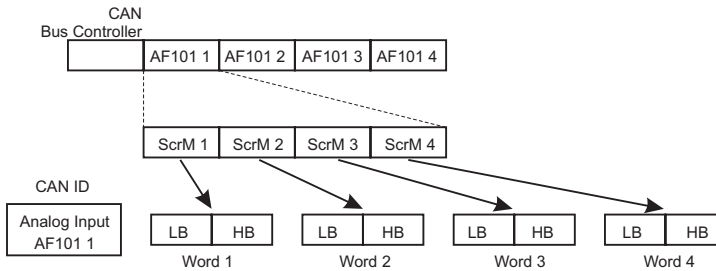 CAN
Bus Controller
AF101 1 AF101 2 AF101 3 AF101 4
ScrM 1 ScrM 2 ScrM 3 ScrM 4
CAN ID
Analog Input
AF101 1
LB HB LB HB LB HB LB HB
Word 1 Word 2 Word 3 Word 4